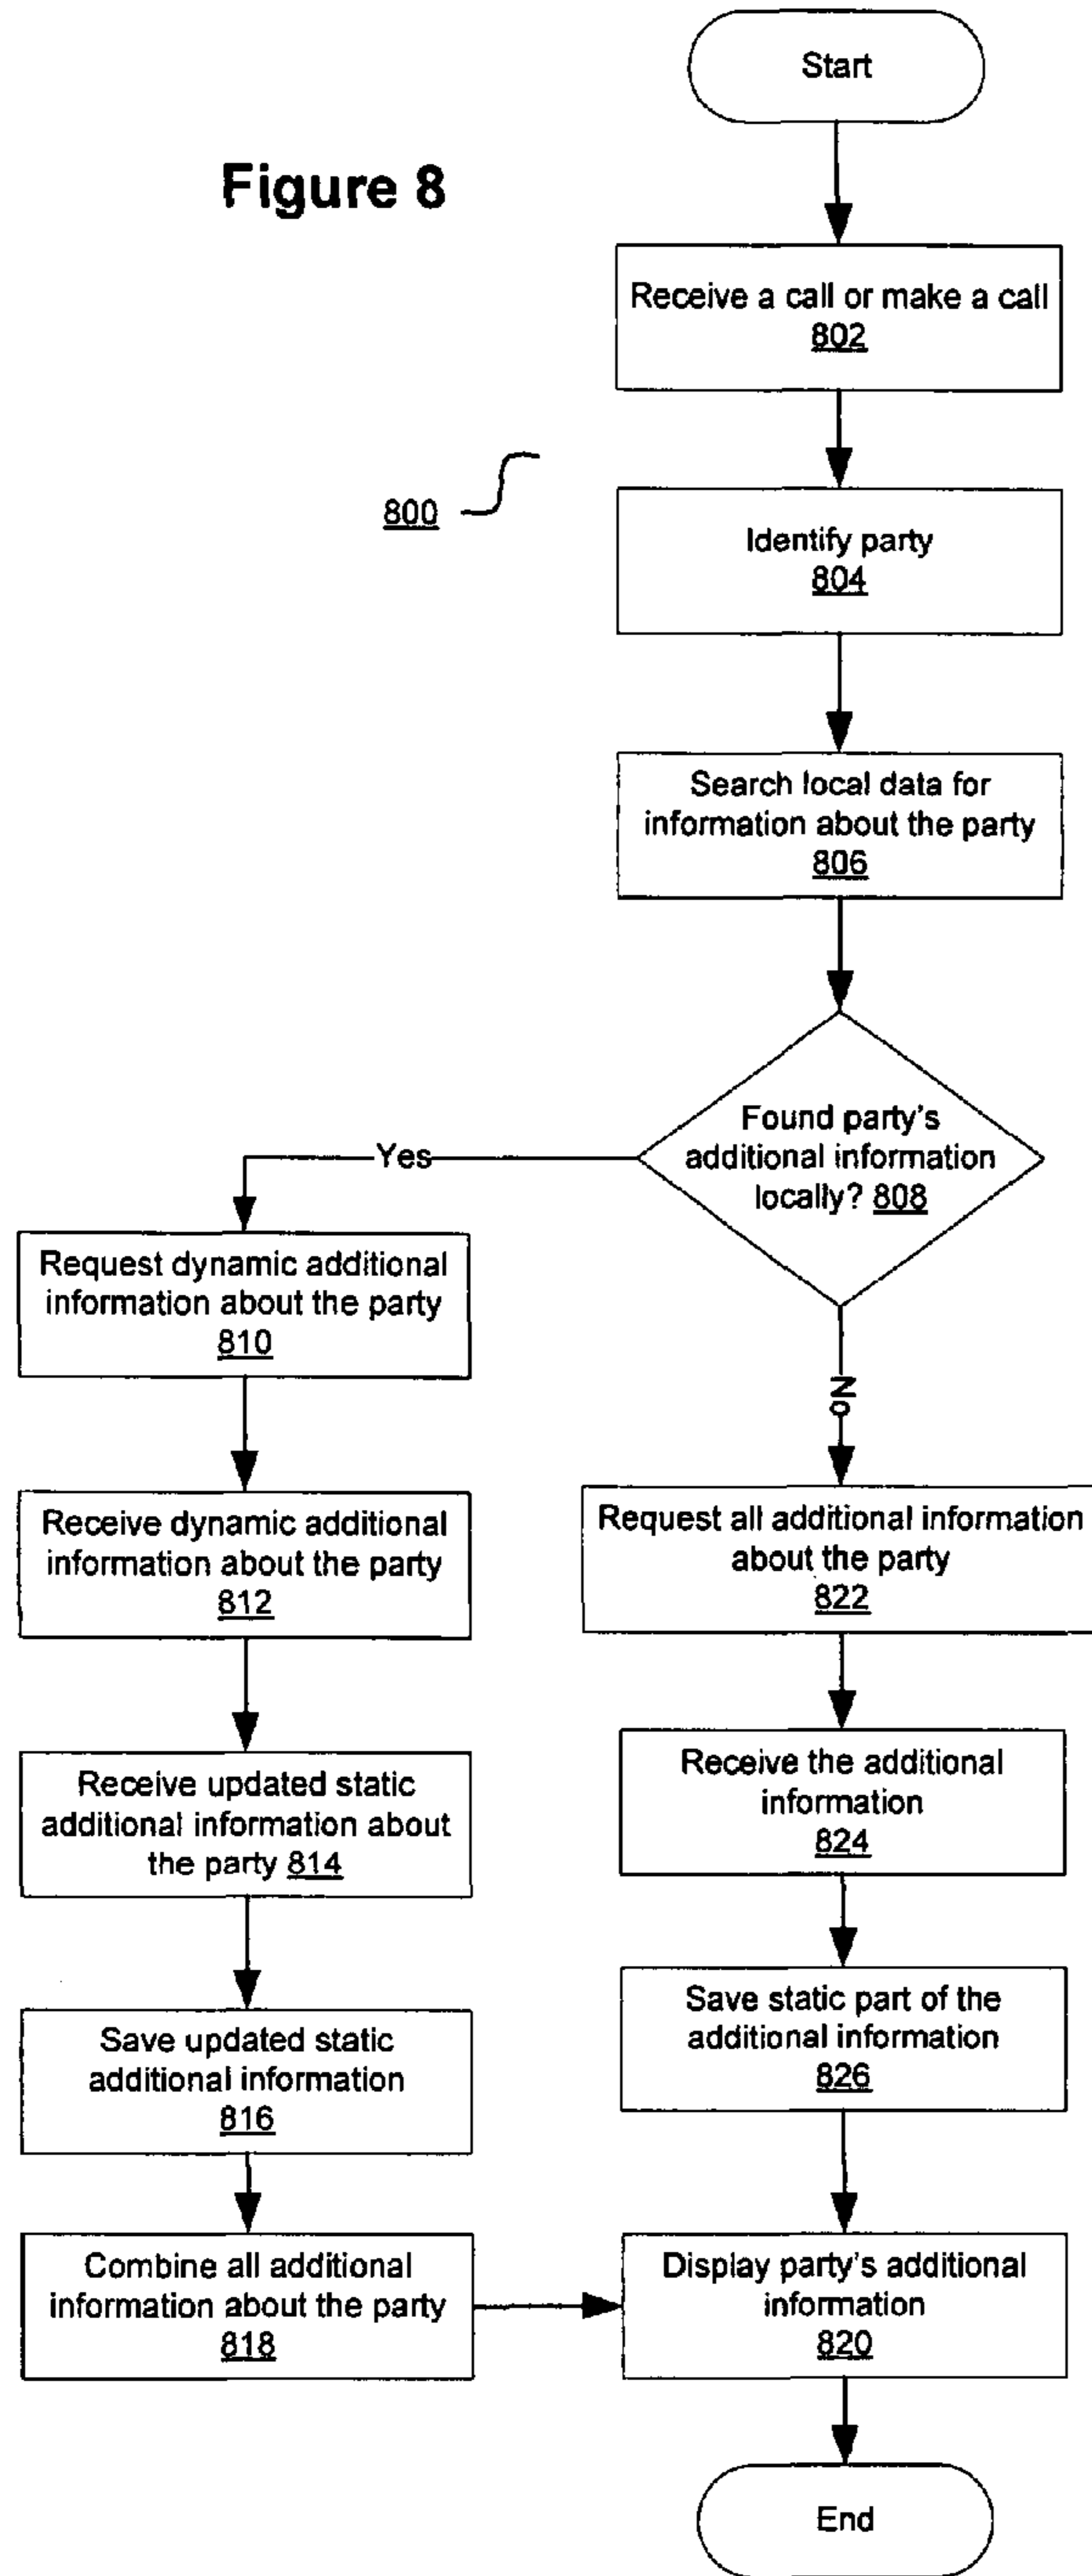 Start
Figure 8
Receive a call or make a call
802
800
Identify party
804
Search local data for
information about the party
806
Found party's
additional information
locally? 808
Yes
No
Request dynamic additional
information about the party
810
Receive dynamic additional
information about the party
812
Receive updated static
additional information about
the party 814
Save updated static
additional information
816
Combine all additional
information about the party
818
Request all additional information
about the party
822
Receive the additional
information
824
Save static part of the
additional information
826
Display party's additional
information
820
End